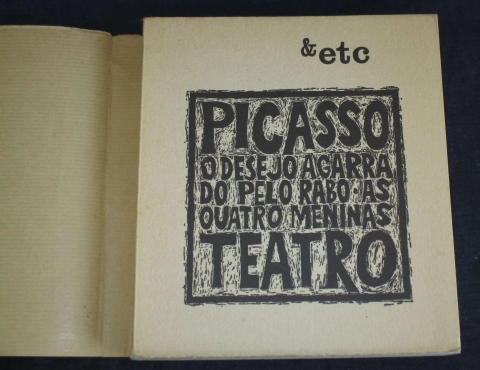 & etc
PICASSO
O DESEJO AGARRA
DO PELO RABO·AS
QUATRO MENINAS
TEATRO